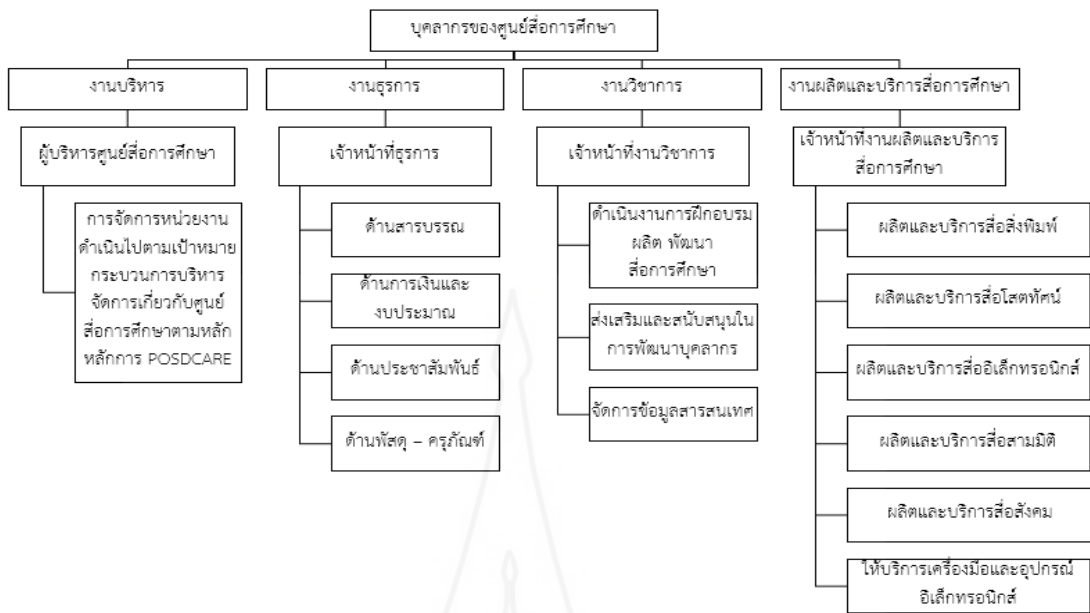 บุคลากรของศูนย์สื่อการศึกษา
งานบริหาร
ผู้บริหารศูนย์สื่อการศึกษา
การจัดการหน่วยงาน
ดำเนินไปตามเป้าหมาย
กระบวนการบริหาร
จัดการเกี่ยวกับศูนย์
สื่อการศึกษาตามหลัก
หลักการ POSDCARE
งานธุรการ
เจ้าหน้าที่ธุรการ
ด้านสารบรรณ
ด้านการเงินและ
งบประมาณ
ด้านประชาสัมพันธ์
ด้านพัสดุ – ครุภัณฑ์
งานวิชาการ
เจ้าหน้าที่งานวิชาการ
ดำเนินงานการฝึกอบรม
ผลิต พัฒนา
สื่อการศึกษา
ส่งเสริมและสนับสนุนใน
การพัฒนาบุคลากร
จัดการข้อมูลสารสนเทศ
งานผลิตและบริการสื่อการศึกษา
เจ้าหน้าที่งานผลิตและบริการ
สื่อการศึกษา
ผลิตและบริการสื่อสิ่งพิมพ์
ผลิตและบริการสื่อโสตทัศน์
ผลิตและบริการสื่ออิเล็กทรอนิกส์
ผลิตและบริการสื่อสามมิติ
ผลิตและบริการสื่อสังคม
ให้บริการเครื่องมือและอุปกรณ์
อิเล็กทรอนิกส์